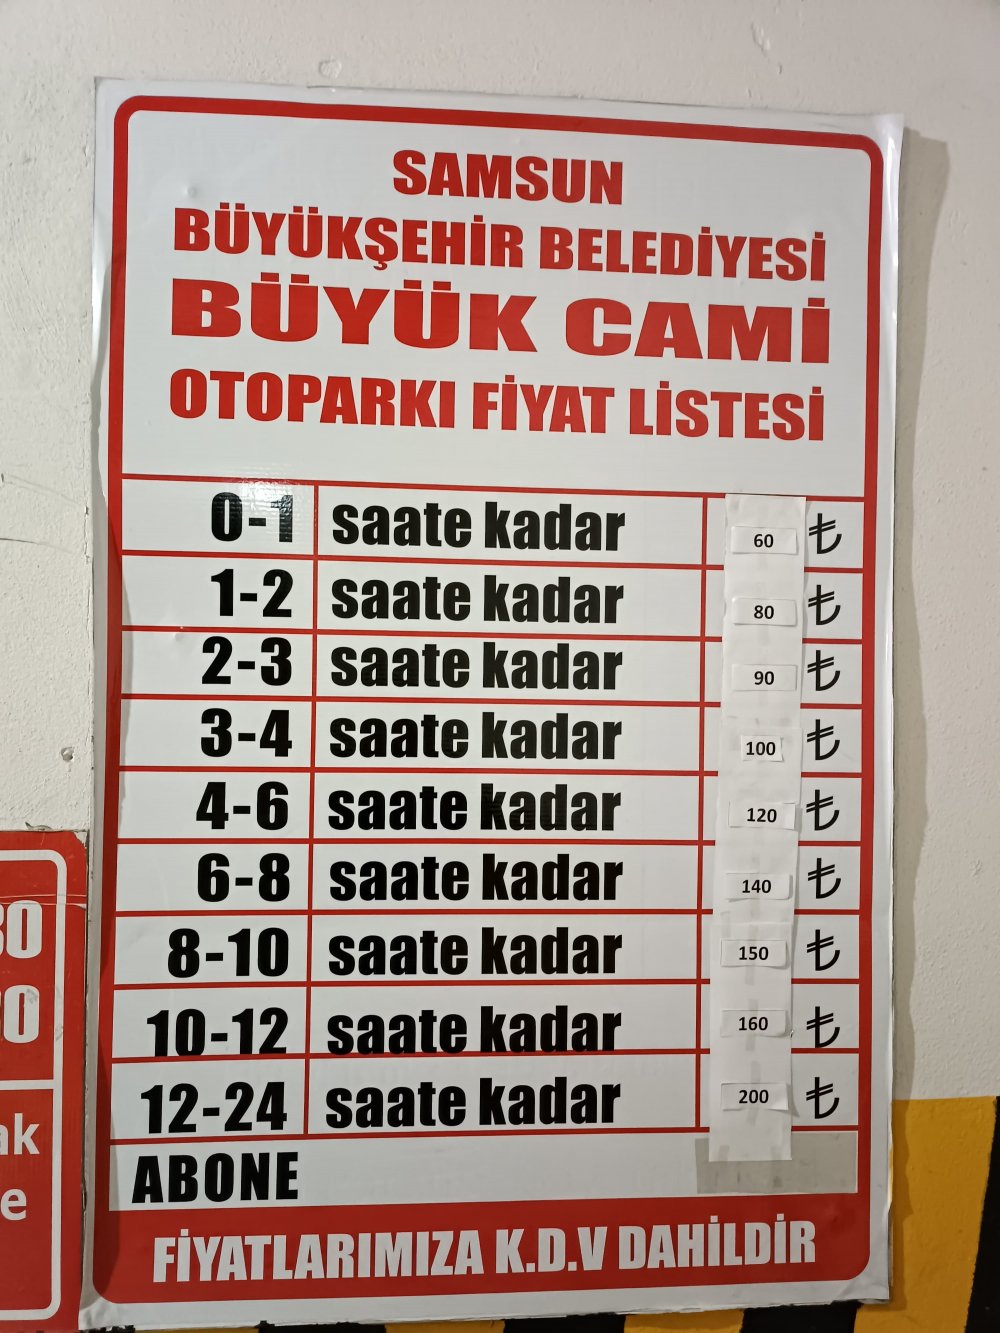 SAMSUN
BÜYÜKŞEHİR BELEDİYESİ
BÜYÜK CAMİ
OTOPARKI FİYAT LİSTESİ
0-1 saate kadar 60 ₺
1-2 saate kadar 80 ₺
2-3 saate kadar 90 ₺
3-4 saate kadar 100 ₺
4-6 saate kadar 120 ₺
6-8 saate kadar 140 ₺
8-10 saate kadar 150 ₺
10-12 saate kadar 160 ₺
12-24 saate kadar 200 ₺
ABONE
FİYATLARIMIZA K.D.V DAHİLDİR